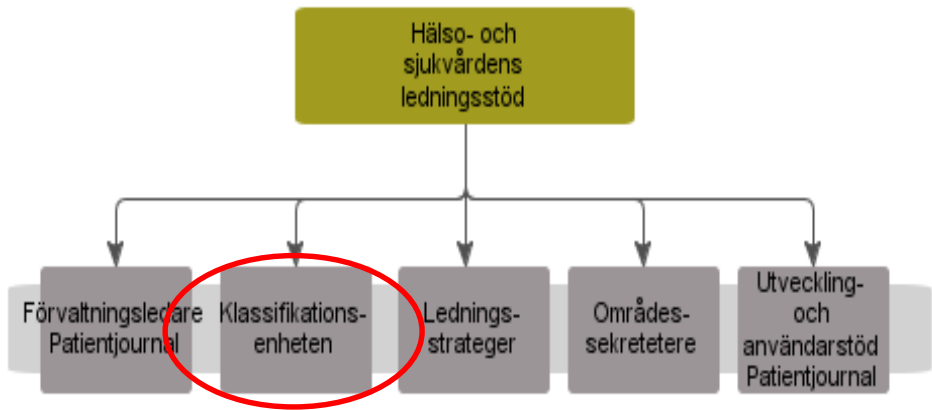 Hälso- och
sjukvårdens
ledningsstöd
Förvaltningsledare
Patientjournal
Klassifikations-
enheten
Lednings-
strateger
Områdes-
sekretetere
Utveckling-
och
användarstöd
Patientjournal